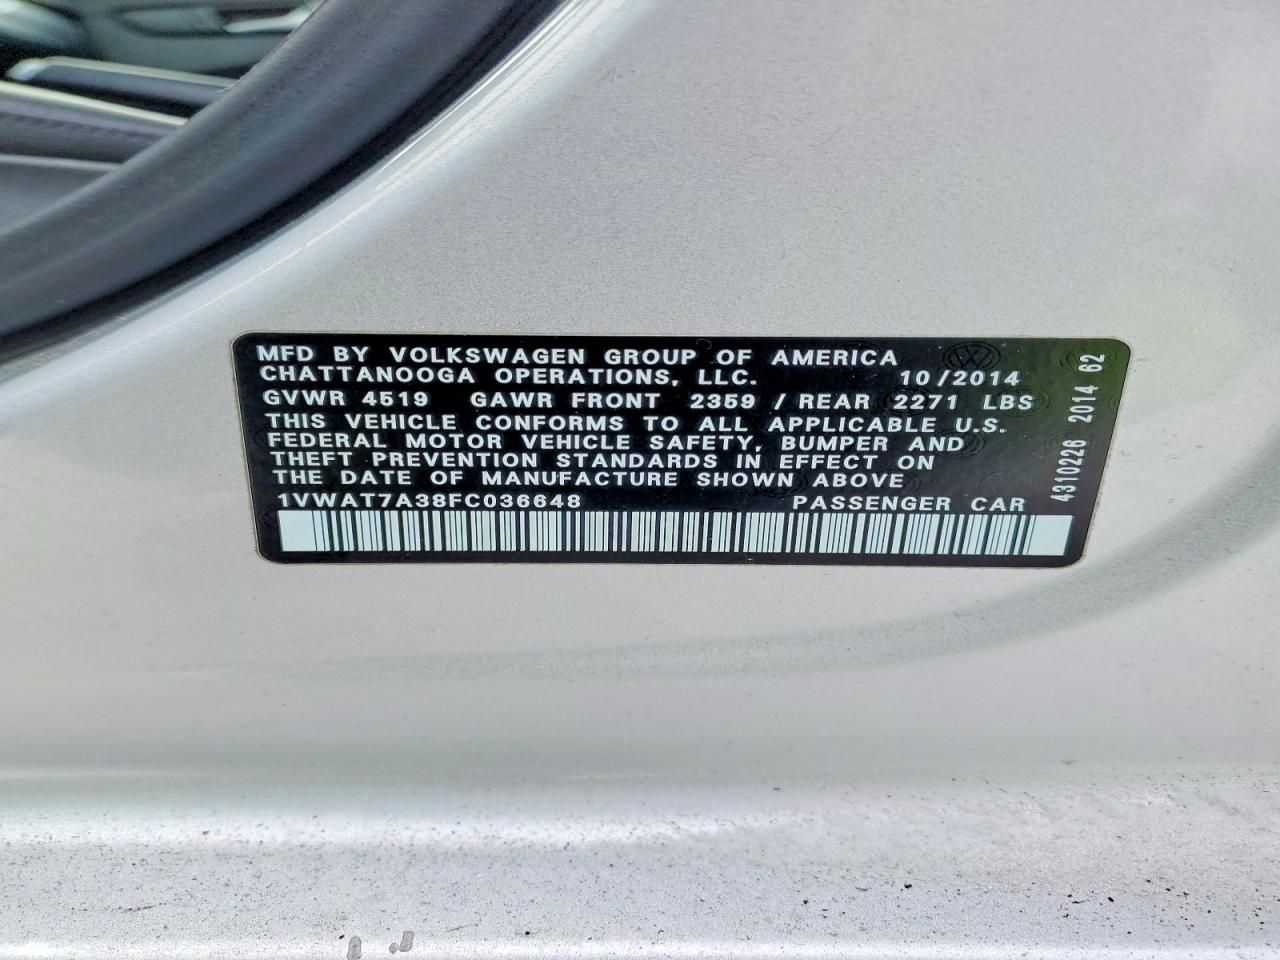 MFD BY VOLKSWAGEN GROUP OF AMERICA
CHATTANOOGA OPERATIONS, LLC. 10/2014
GVWR 4519 GAWR FRONT 2359 / REAR 2271 LBS
THIS VEHICLE CONFORMS TO ALL APPLICABLE U.S.
FEDERAL MOTOR VEHICLE SAFETY, BUMPER AND
THEFT PREVENTION STANDARDS IN EFFECT ON
THE DATE OF MANUFACTURE SHOWN ABOVE
1VWAT7A38FC036648 PASSENGER CAR
4310226 2014 62